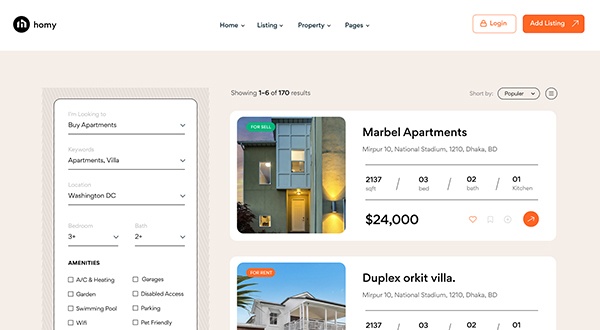 homy
Home Listing Property Pages
Login
Add Listing
I'm Looking to
Buy Apartments
Keywords
Apartments, Villa
Location
Washington DC
Bedroom Bath
3+ 2+
AMENITIES
A/C & Heating Garages
Garden Disabled Access
Swimming Pool Parking
Wifi Pet Friendly
Showing 1–6 of 170 results
Short by: Populer
FOR SELL
Marbel Apartments
Mirpur 10, National Stadium, 1210, Dhaka, BD
2137 / 03 / 02 / 01
sqft bed bath Kitchen
$24,000
FOR RENT
Duplex orkit villa.
Mirpur 10, National Stadium, 1210, Dhaka, BD
2137 / 03 / 02 / 01